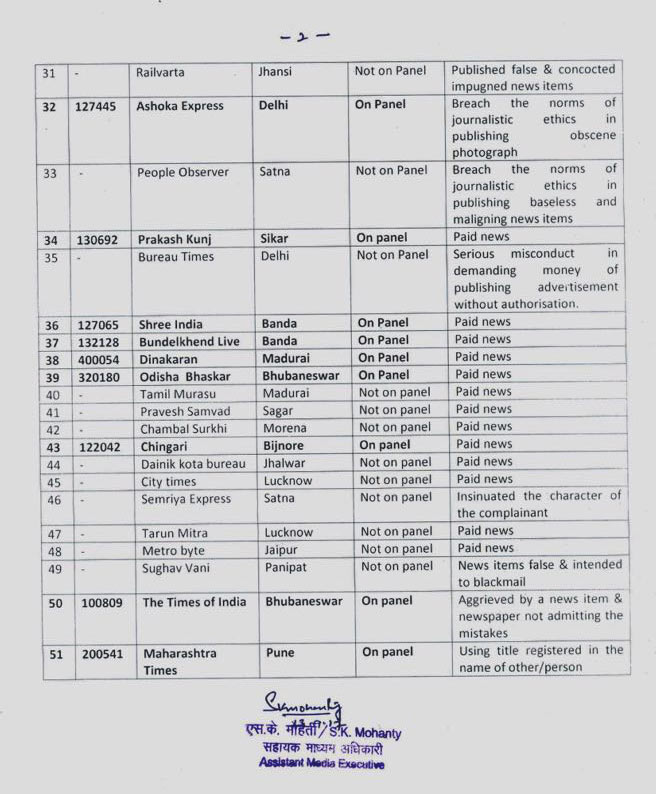 - 2 -
31 - Railvarta Jhansi Not on Panel Published false & concocted
impugned news items
32 127445 Ashoka Express Delhi On Panel Breach the norms of
journalistic ethics in
publishing obscene
photograph
33 - People Observer Satna Not on Panel Breach the norms of
journalistic ethics in
publishing baseless and
maligning news items
34 130692 Prakash Kunj Sikar On panel Paid news
35 - Bureau Times Delhi Not on Panel Serious misconduct in
demanding money of
publishing advertisement
without authorisation.
36 127065 Shree India Banda On Panel Paid news
37 132128 Bundelkhend Live Banda On Panel Paid news
38 400054 Dinakaran Madurai On Panel Paid news
39 320180 Odisha Bhaskar Bhubaneswar On Panel Paid news
40 - Tamil Murasu Madurai Not on panel Paid news
41 - Pravesh Samvad Sagar Not on panel Paid news
42 - Chambal Surkhi Morena Not on panel Paid news
43 122042 Chingari Bijnore On panel Paid news
44 - Dainik kota bureau Jhalwar Not on panel Paid news
45 - City times Lucknow Not on panel Paid news
46 - Semriya Express Satna Not on panel Insinuated the character of
the complainant
47 - Tarun Mitra Lucknow Not on panel Paid news
48 - Metro byte Jaipur Not on panel Paid news
49 - Sughav Vani Panipat Not on panel News items false & intended
to blackmail
50 100809 The Times of India Bhubaneswar On panel Aggrieved by a news item &
newspaper not admitting the
mistakes
51 200541 Maharashtra Pune On panel Using title registered in the
Times name of other/person
SKmohanty
एस.के. मोहंती/S.K. Mohanty
सहायक माध्यम अधिकारी
Assistant Media Executive